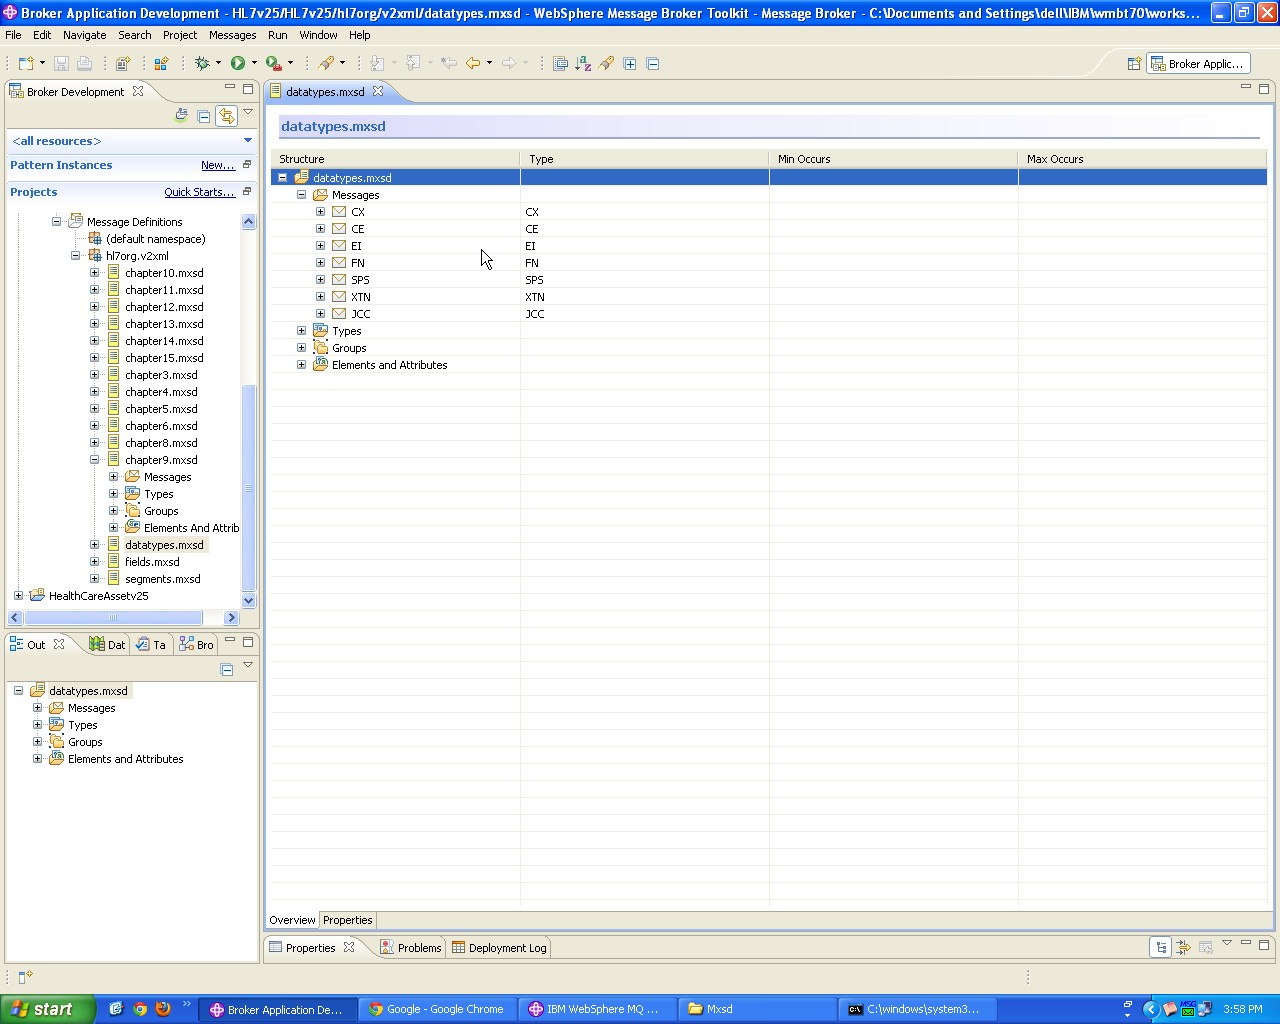 Broker Application Development - HL7v25/HL7v25/hl7org/v2xml/datatypes.mxsd - WebSphere Message Broker Toolkit - Message Broker - C:\Documents and Settings\dell\IBM\wmbt70\works...
File Edit Navigate Search Project Messages Run Window Help
Broker Applic...
Broker Development
<all resources>
Pattern Instances New...
Projects Quick Starts...
Message Definitions
(default namespace)
hl7org.v2xml
chapter10.mxsd
chapter11.mxsd
chapter12.mxsd
chapter13.mxsd
chapter14.mxsd
chapter15.mxsd
chapter3.mxsd
chapter4.mxsd
chapter5.mxsd
chapter6.mxsd
chapter8.mxsd
chapter9.mxsd
Messages
Types
Groups
Elements And Attrib
datatypes.mxsd
fields.mxsd
segments.mxsd
HealthCareAssetv25
Out Dat Ta Bro
datatypes.mxsd
Messages
Types
Groups
Elements and Attributes
datatypes.mxsd
datatypes.mxsd
Structure Type Min Occurs Max Occurs
datatypes.mxsd
Messages
CX CX
CE CE
EI EI
FN FN
SPS SPS
XTN XTN
JCC JCC
Types
Groups
Elements and Attributes
Overview Properties
Properties Problems Deployment Log
start Broker Application De... Google - Google Chrome IBM WebSphere MQ ... Mxsd C:\windows\system3... MSG 3:58 PM